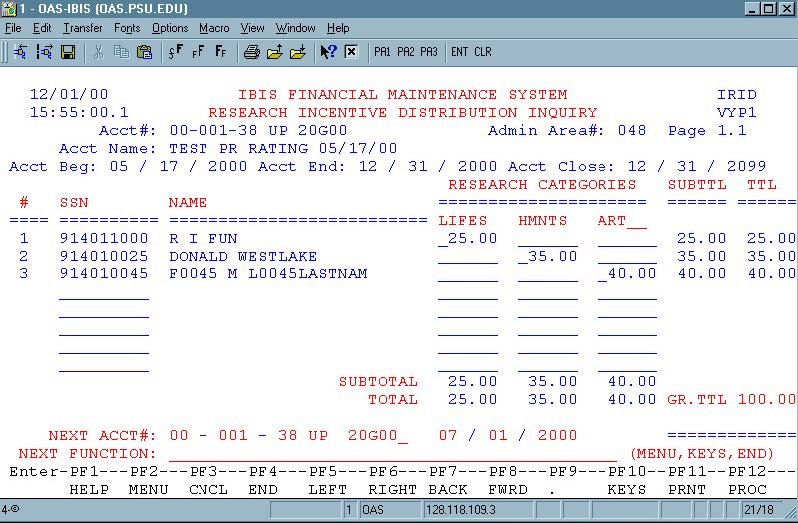 1 - OAS-IBIS (OAS.PSU.EDU)
File Edit Transfer Fonts Options Macro View Window Help
PA1 PA2 PA3 ENT CLR
12/01/00 IBIS FINANCIAL MAINTENANCE SYSTEM IRID
15:55:00.1 RESEARCH INCENTIVE DISTRIBUTION INQUIRY VYP1
Acct#: 00-001-38 UP 20G00 Admin Area#: 048 Page 1.1
Acct Name: TEST PR RATING 05/17/00
Acct Beg: 05 / 17 / 2000 Acct End: 12 / 31 / 2000 Acct Close: 12 / 31 / 2099
RESEARCH CATEGORIES SUBTTL TTL
# SSN NAME ===================== ====== ======
==== ========== ========================== LIFES HMNTS ART__
1 914011000 R I FUN _25.00 ______ ______ 25.00 25.00
2 914010025 DONALD WESTLAKE ______ _35.00 ______ 35.00 35.00
3 914010045 F0045 M L0045LASTNAM ______ ______ _40.00 40.00 40.00
_________ ______ ______ ______
_________ ______ ______ ______
_________ ______ ______ ______
_________ ______ ______ ______
_________ ______ ______ ______
SUBTOTAL 25.00 35.00 40.00
TOTAL 25.00 35.00 40.00 GR.TTL 100.00
NEXT ACCT#: 00 - 001 - 38 UP 20G00_ 07 / 01 / 2000 =============
NEXT FUNCTION: _____________________________________________ (MENU,KEYS,END)
Enter-PF1---PF2---PF3---PF4---PF5---PF6---PF7---PF8---PF9---PF10--PF11--PF12---
HELP MENU CNCL END LEFT RIGHT BACK FWRD . KEYS PRNT PROC
4-© 1 OAS 128.118.109.3 21/18